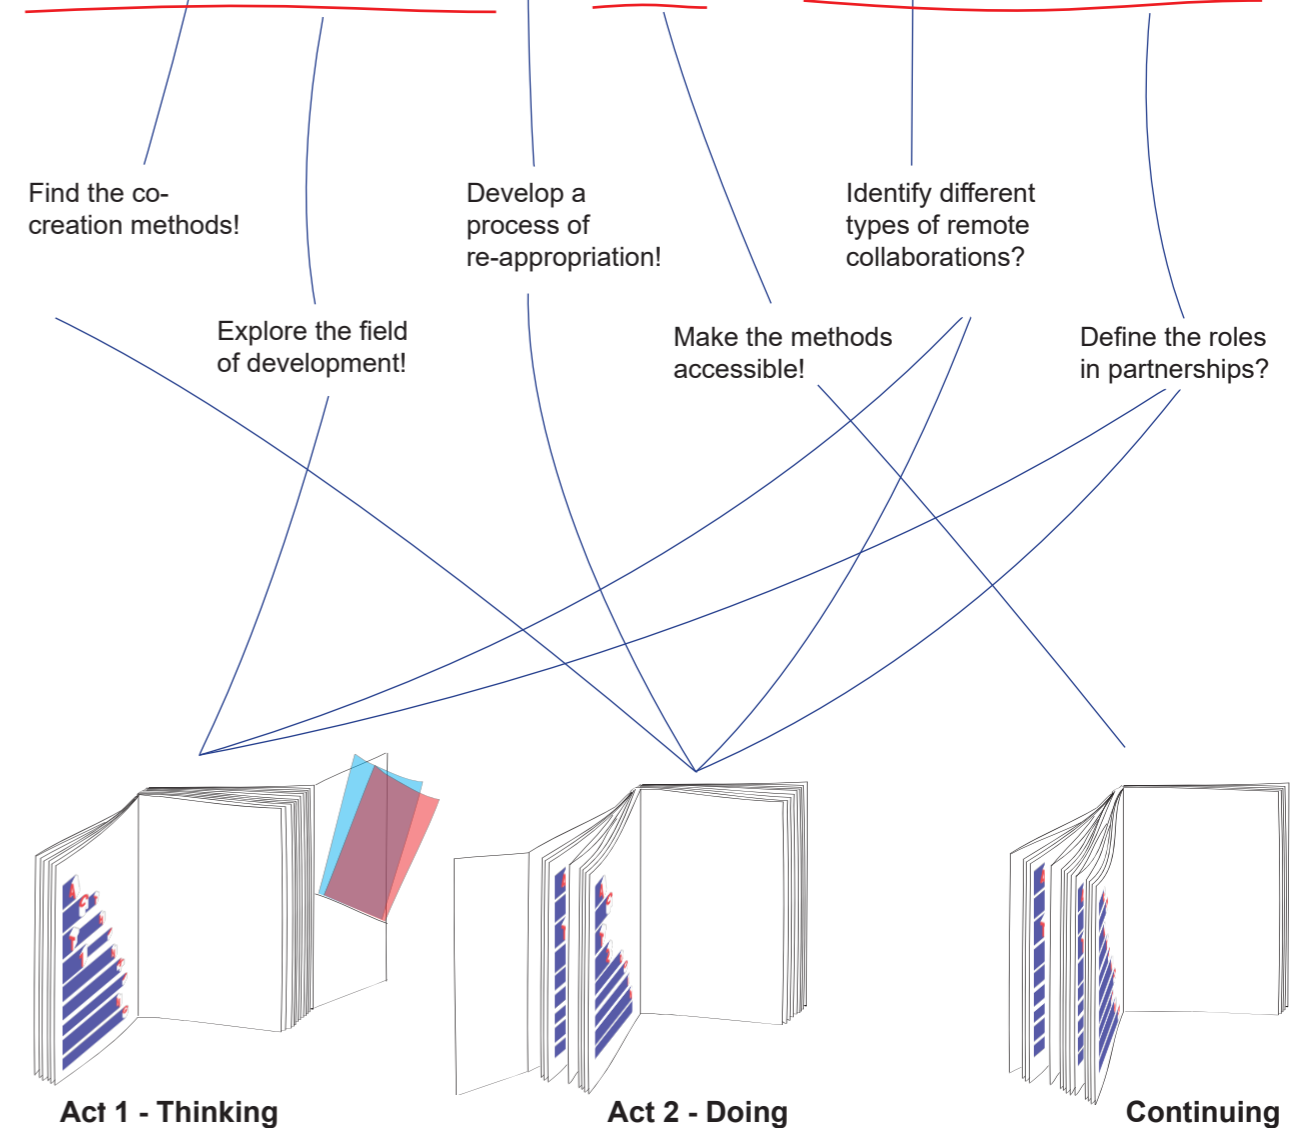 Find the co-
creation methods!
Develop a
process of
re-appropriation!
Identify different
types of remote
collaborations?
Explore the field
of development!
Make the methods
accessible!
Define the roles
in partnerships?
Act 1 - Thinking
Act 2 - Doing
Continuing